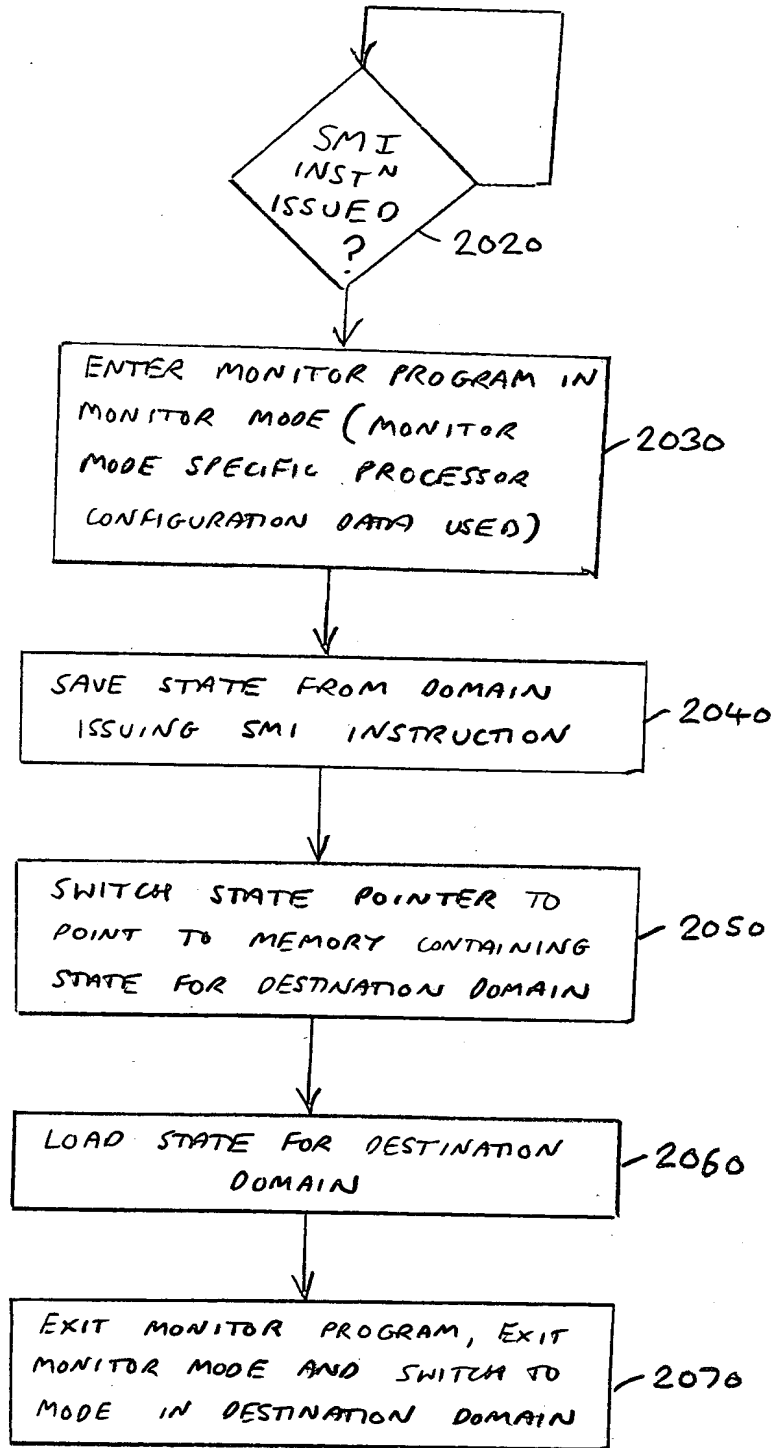 SMI
INSTN
ISSUED
?
2020
ENTER MONITOR PROGRAM IN
MONITOR MODE (MONITOR
MODE SPECIFIC PROCESSOR
CONFIGURATION DATA USED)
2030
SAVE STATE FROM DOMAIN
ISSUING SMI INSTRUCTION
2040
SWITCH STATE POINTER TO
POINT TO MEMORY CONTAINING
STATE FOR DESTINATION DOMAIN
2050
LOAD STATE FOR DESTINATION
DOMAIN
2060
EXIT MONITOR PROGRAM, EXIT
MONITOR MODE AND SWITCH TO
MODE IN DESTINATION DOMAIN
2070